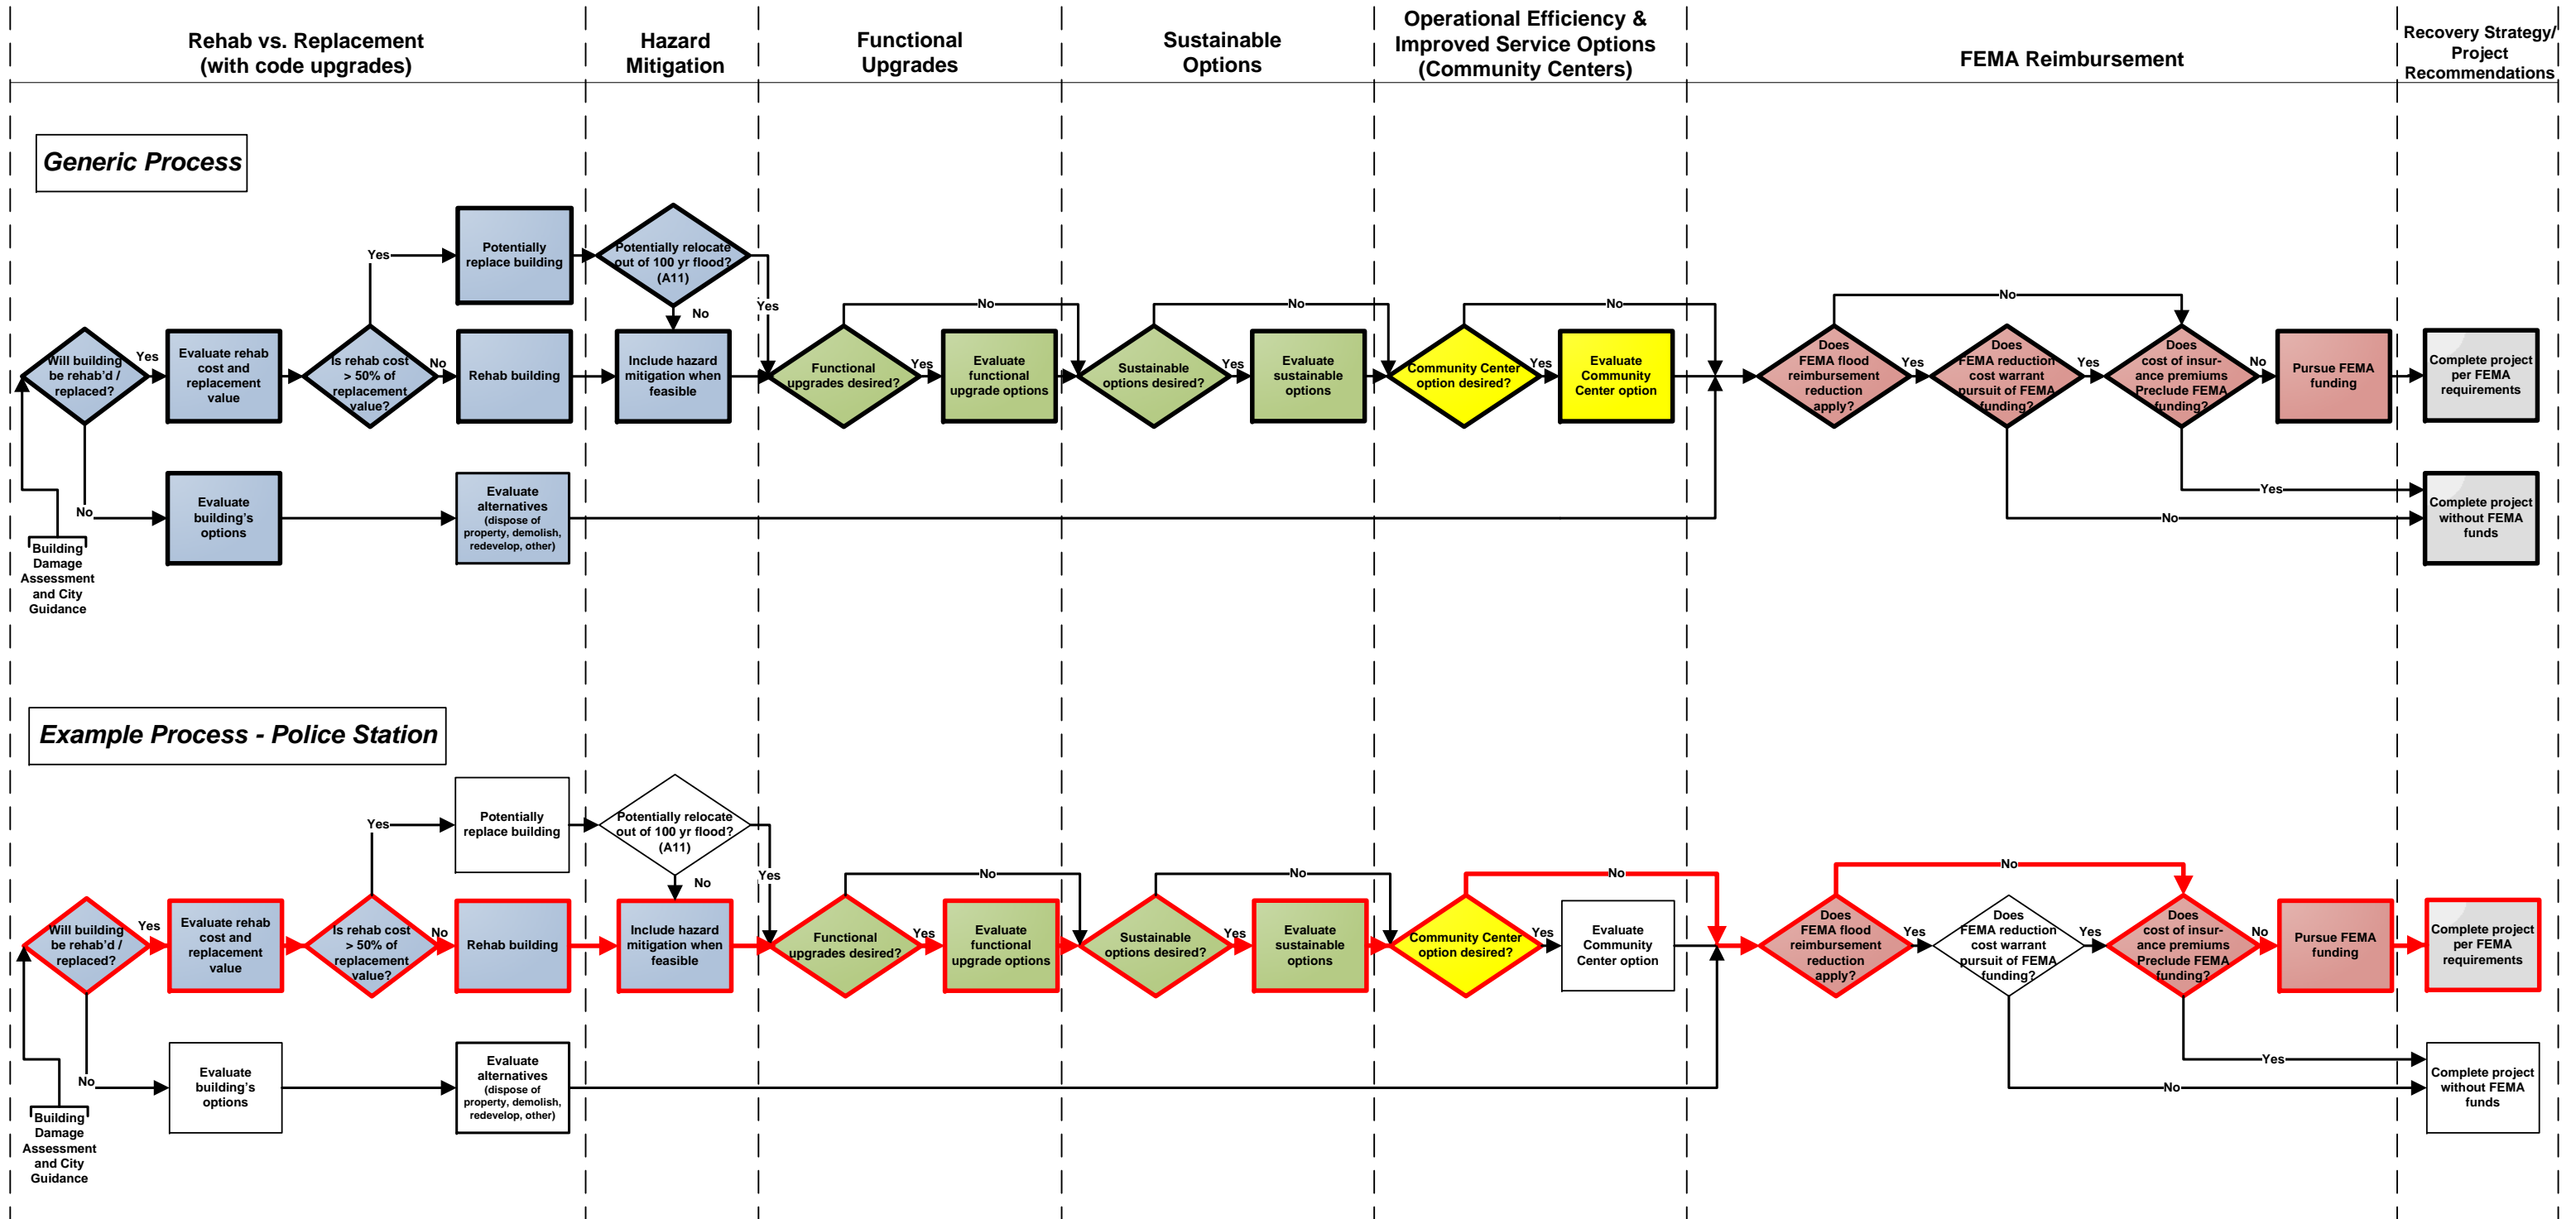 Rehab vs. Replacement
(with code upgrades)
Hazard
Mitigation
Functional
Upgrades
Sustainable
Options
Operational Efficiency &
Improved Service Options
(Community Centers)
FEMA Reimbursement
Recovery Strategy/
Project
Recommendations
Generic Process
Will building
be rehab'd /
replaced?
Yes
No
Building
Damage
Assessment
and City
Guidance
Evaluate rehab
cost and
replacement
value
Is rehab cost
> 50% of
replacement
value?
Yes
No
Potentially
replace building
Rehab building
Evaluate
building's
options
Evaluate
alternatives
(dispose of
property, demolish,
redevelop, other)
Potentially relocate
out of 100 yr flood?
(A11)
Yes
No
Include hazard
mitigation when
feasible
Functional
upgrades desired?
No
Yes
Evaluate
functional
upgrade options
Sustainable
options desired?
No
Yes
Evaluate
sustainable
options
Community Center
option desired?
No
Yes
Evaluate
Community
Center option
Does
FEMA flood
reimbursement
reduction
apply?
No
Yes
Does
FEMA reduction
cost warrant
pursuit of FEMA
funding?
Yes
No
Does
cost of insur-
ance premiums
Preclude FEMA
funding?
No
Yes
Pursue FEMA
funding
Complete project
per FEMA
requirements
Complete project
without FEMA
funds
Example Process - Police Station
Will building
be rehab'd /
replaced?
Yes
No
Building
Damage
Assessment
and City
Guidance
Evaluate rehab
cost and
replacement
value
Is rehab cost
> 50% of
replacement
value?
Yes
No
Potentially
replace building
Rehab building
Evaluate
building's
options
Evaluate
alternatives
(dispose of
property, demolish,
redevelop, other)
Potentially relocate
out of 100 yr flood?
(A11)
Yes
No
Include hazard
mitigation when
feasible
Functional
upgrades desired?
No
Yes
Evaluate
functional
upgrade options
Sustainable
options desired?
No
Yes
Evaluate
sustainable
options
Community Center
option desired?
No
Yes
Evaluate
Community
Center option
Does
FEMA flood
reimbursement
reduction
apply?
No
Yes
Does
FEMA reduction
cost warrant
pursuit of FEMA
funding?
Yes
No
Does
cost of insur-
ance premiums
Preclude FEMA
funding?
No
Yes
Pursue FEMA
funding
Complete project
per FEMA
requirements
Complete project
without FEMA
funds